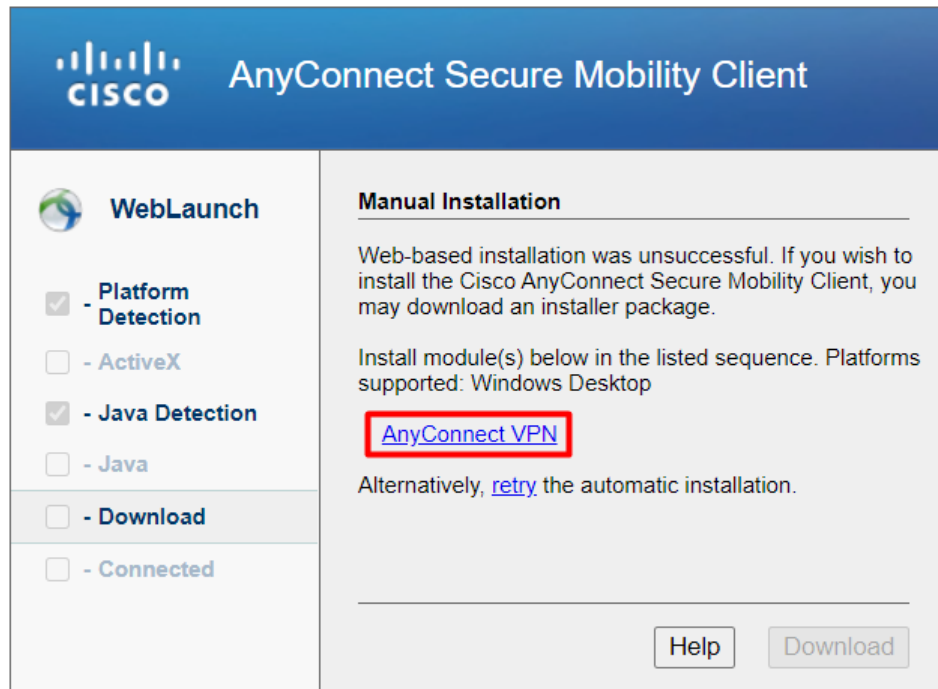 CISCO
AnyConnect Secure Mobility Client
WebLaunch
- Platform
Detection
- ActiveX
- Java Detection
- Java
- Download
- Connected
Manual Installation
Web-based installation was unsuccessful. If you wish to
install the Cisco AnyConnect Secure Mobility Client, you
may download an installer package.
Install module(s) below in the listed sequence. Platforms
supported: Windows Desktop
AnyConnect VPN
Alternatively, retry the automatic installation.
Help
Download